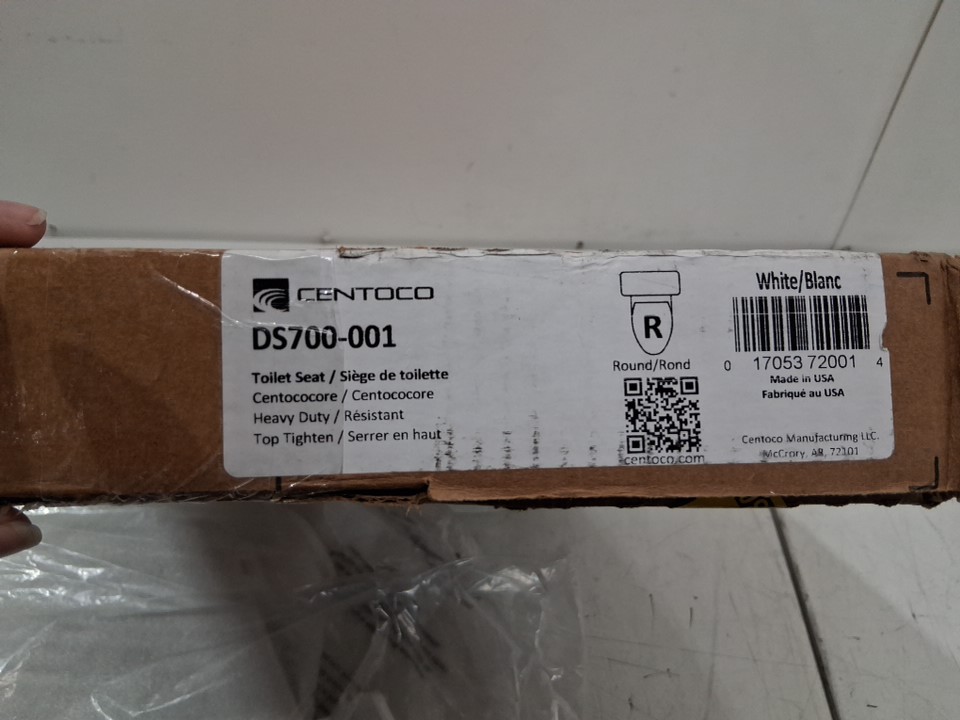 CENTOCO
DS700-001
Toilet Seat / Siège de toilette
Centococore / Centococore
Heavy Duty / Résistant
Top Tighten / Serrer en haut
R
Round/Rond
centoco.com
White/Blanc
0 17053 72001 4
Made in USA
Fabriqué au USA
Centoco Manufacturing LLC.
McCrory, AR, 72101